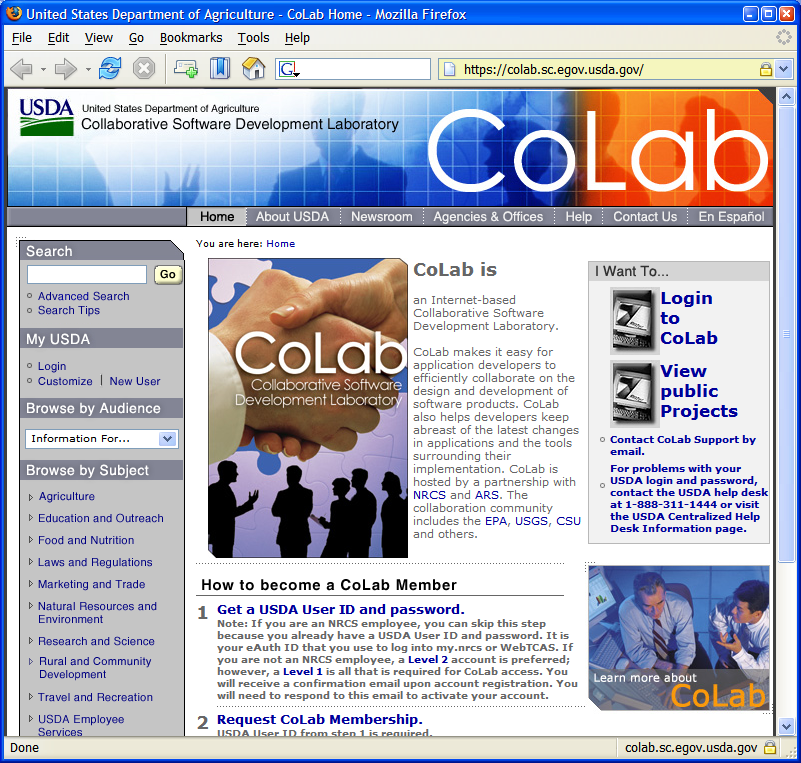 United States Department of Agriculture - CoLab Home - Mozilla Firefox
File Edit View Go Bookmarks Tools Help
G https://colab.sc.egov.usda.gov/
USDA United States Department of Agriculture
Collaborative Software Development Laboratory
CoLab
Home About USDA Newsroom Agencies & Offices Help Contact Us En Español
You are here: Home
Search
Go
Advanced Search
Search Tips
My USDA
Login
Customize | New User
Browse by Audience
Information For...
Browse by Subject
Agriculture
Education and Outreach
Food and Nutrition
Laws and Regulations
Marketing and Trade
Natural Resources and
Environment
Research and Science
Rural and Community
Development
Travel and Recreation
USDA Employee
Services
CoLab
Collaborative Software
Development Laboratory
CoLab is
an Internet-based
Collaborative Software
Development Laboratory.
CoLab makes it easy for
application developers to
efficiently collaborate on the
design and development of
software products. CoLab
also helps developers keep
abreast of the latest changes
in applications and the tools
surrounding their
implementation. CoLab is
hosted by a partnership with
NRCS and ARS. The
collaboration community
includes the EPA, USGS, CSU
and others.
I Want To...
Login
to
CoLab
View
public
Projects
Contact CoLab Support by
email.
For problems with your
USDA login and password,
contact the USDA help desk
at 1-888-311-1444 or visit
the USDA Centralized Help
Desk Information page.
Learn more about
CoLab
How to become a CoLab Member
1 Get a USDA User ID and password.
Note: If you are an NRCS employee, you can skip this step
because you already have a USDA User ID and password. It is
your eAuth ID that you use to log into my.nrcs or WebTCAS. If
you are not an NRCS employee, a Level 2 account is preferred;
however, a Level 1 is all that is required for CoLab access. You
will receive a confirmation email upon account registration. You
will need to respond to this email to activate your account.
2 Request CoLab Membership.
USDA User ID from step 1 is required.
Done colab.sc.egov.usda.gov